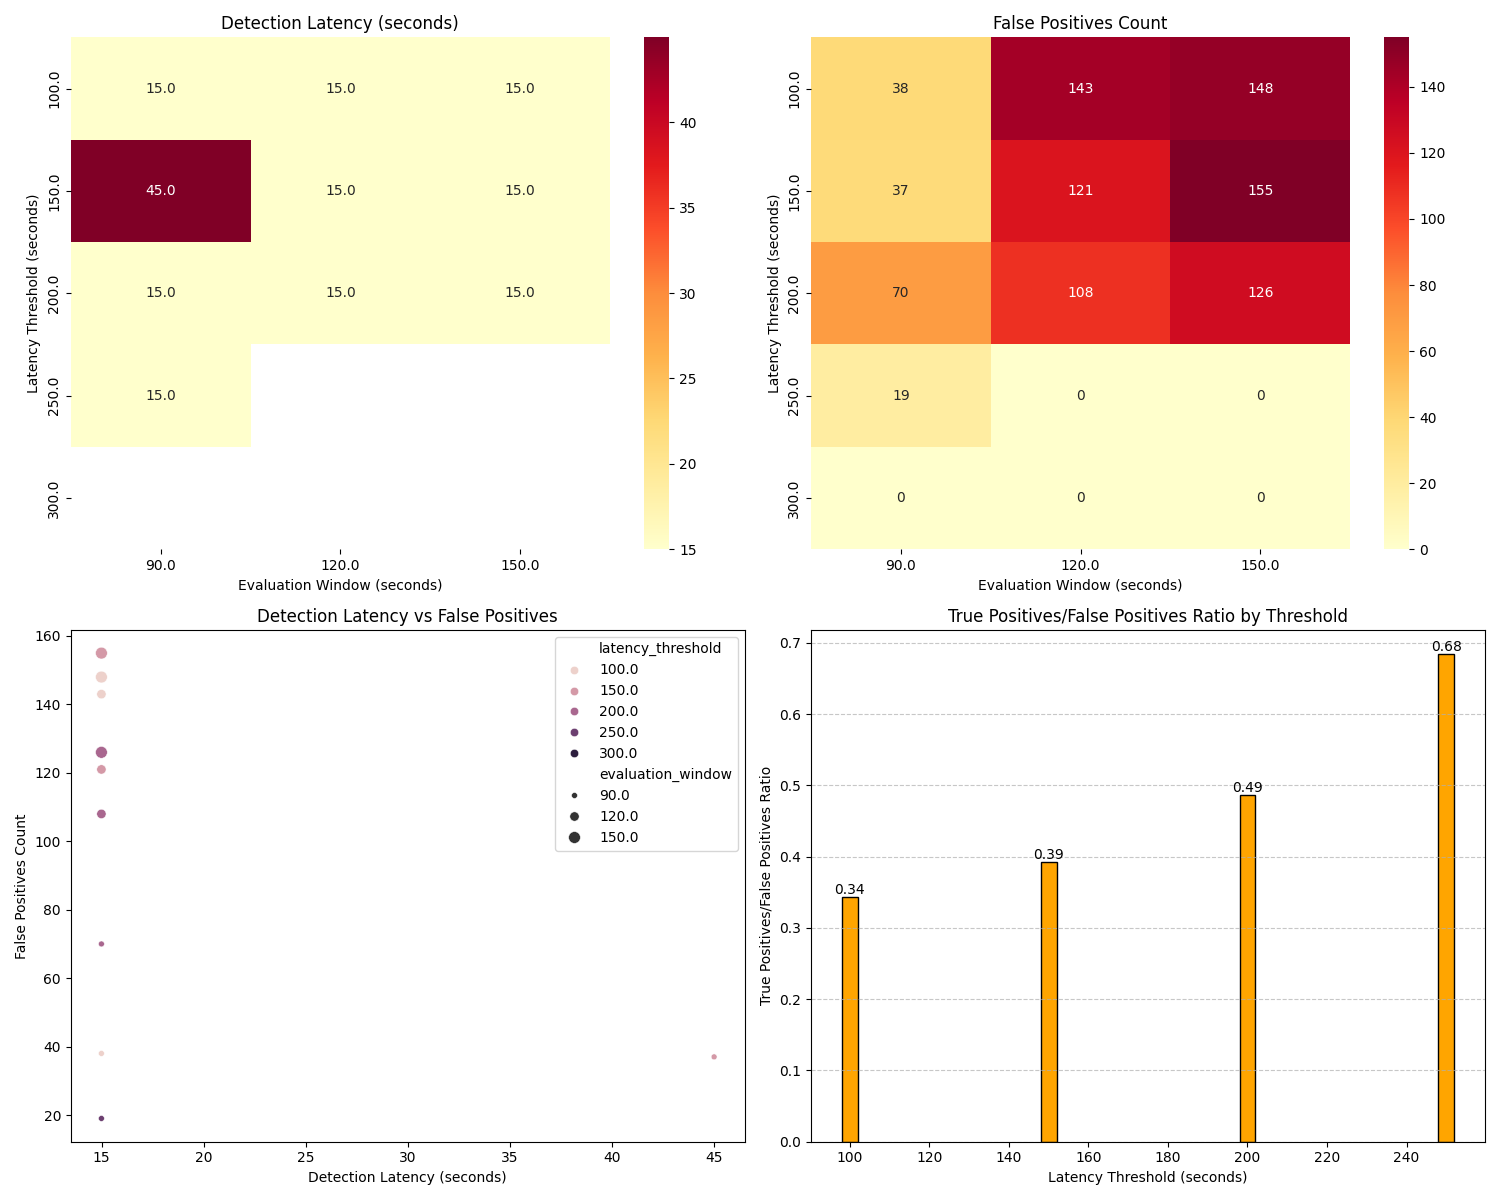 Detection Latency (seconds)
Latency Threshold (seconds)
100.0
150.0
200.0
250.0
300.0
15.0 15.0 15.0
45.0 15.0 15.0
15.0 15.0 15.0
15.0
90.0 120.0 150.0
Evaluation Window (seconds)
40
35
30
25
20
15
False Positives Count
Latency Threshold (seconds)
100.0
150.0
200.0
250.0
300.0
38 143 148
37 121 155
70 108 126
19 0 0
0 0 0
90.0 120.0 150.0
Evaluation Window (seconds)
140
120
100
80
60
40
20
0
Detection Latency vs False Positives
False Positives Count
160
140
120
100
80
60
40
20
latency_threshold
100.0
150.0
200.0
250.0
300.0
evaluation_window
90.0
120.0
150.0
15 20 25 30 35 40 45
Detection Latency (seconds)
True Positives/False Positives Ratio by Threshold
True Positives/False Positives Ratio
0.7
0.6
0.5
0.4
0.3
0.2
0.1
0.0
0.34
0.39
0.49
0.68
100 120 140 160 180 200 220 240
Latency Threshold (seconds)